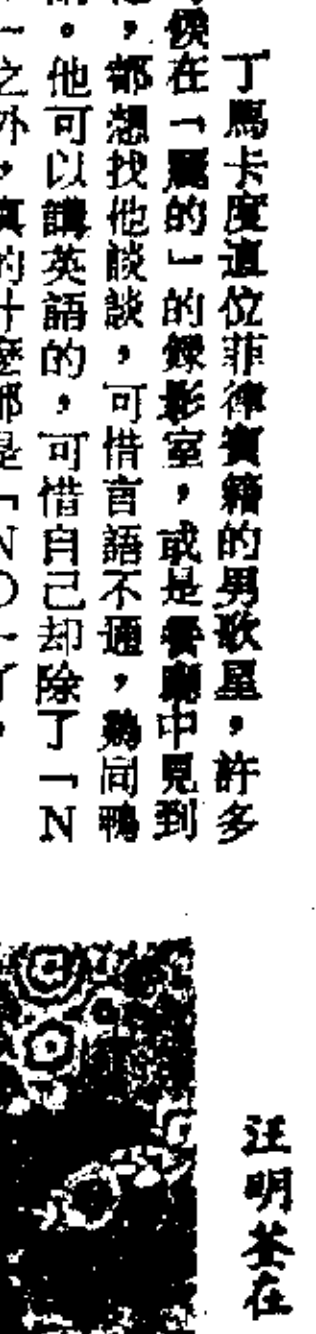 丁馬卡度這位菲律賓籍的男歌星,許多
候在「麗的」的錄影室,或是餐廳中見到
,都想找他談談,可惜言語不通,鷄同鴨
。他可以講英語的,可惜自己却除了「N
」之外,真的什麼都是「NO」了,
汪明荃在